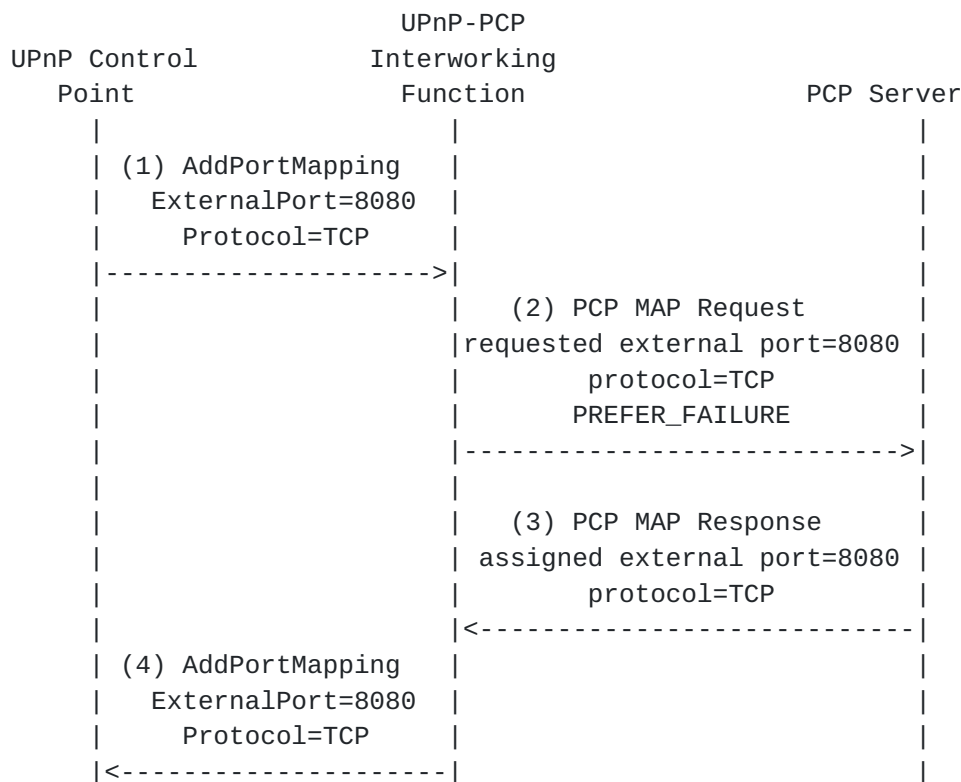 UPnP-PCP
UPnP Control Interworking
Point Function PCP Server
| | |
| (1) AddPortMapping | |
| ExternalPort=8080 | |
| Protocol=TCP | |
|--------------------->| |
| | (2) PCP MAP Request |
| |requested external port=8080 |
| | protocol=TCP |
| | PREFER_FAILURE |
| |---------------------------->|
| | |
| | (3) PCP MAP Response |
| | assigned external port=8080 |
| | protocol=TCP |
| |<----------------------------|
| (4) AddPortMapping | |
| ExternalPort=8080 | |
| Protocol=TCP | |
|<---------------------| |